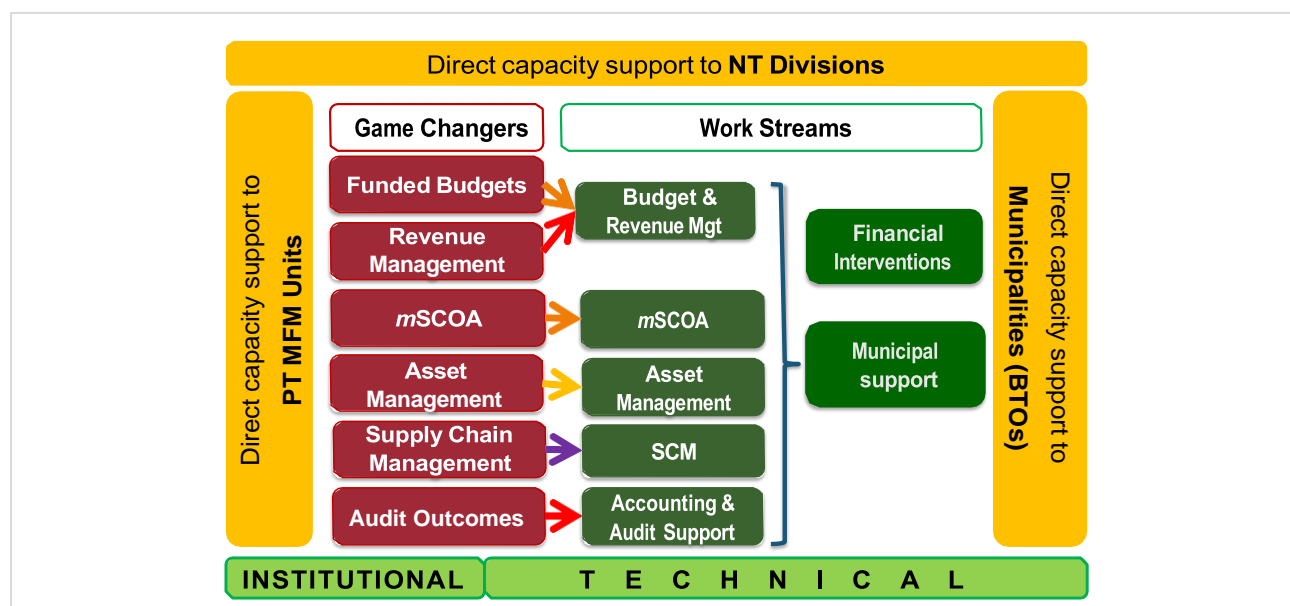 Direct capacity support to NT Divisions
Direct capacity support to
PT MFM Units
Game Changers
Work Streams
Funded Budgets
Revenue
Management
mSCOA
Asset
Management
Supply Chain
Management
Audit Outcomes
Budget &
Revenue Mgt
mSCOA
Asset
Management
SCM
Accounting &
Audit Support
Financial
Interventions
Municipal
support
Direct capacity support to
Municipalities (BTOs)
INSTITUTIONAL
T E C H N I C A L